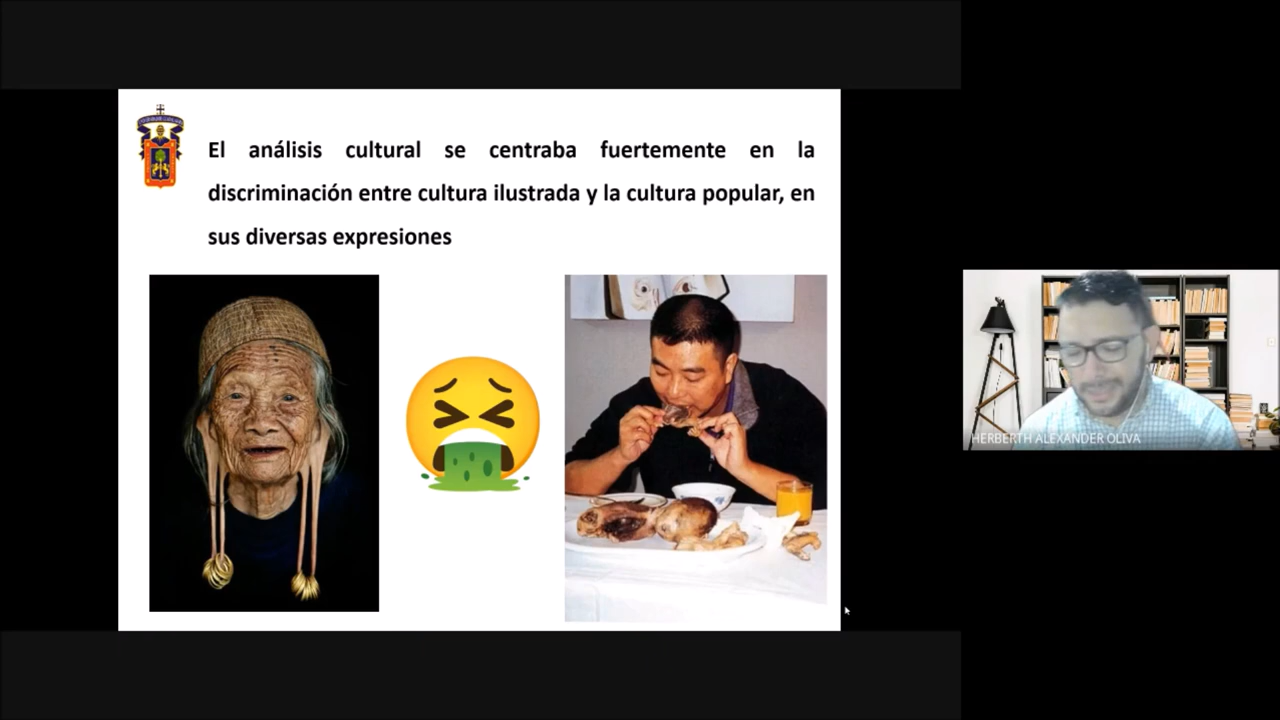 El análisis cultural se centraba fuertemente en la
discriminación entre cultura ilustrada y la cultura popular, en
sus diversas expresiones
HERBERTH ALEXANDER OLIVA